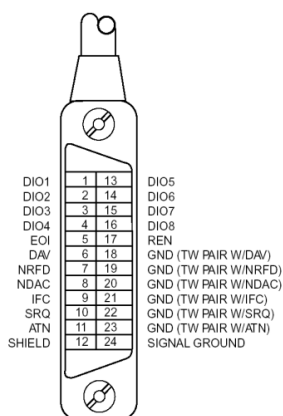 DIO1 1 13 DIO5
DIO2 2 14 DIO6
DIO3 3 15 DIO7
DIO4 4 16 DIO8
EOI 5 17 REN
DAV 6 18 GND (TW PAIR W/DAV)
NRFD 7 19 GND (TW PAIR W/NRFD)
NDAC 8 20 GND (TW PAIR W/NDAC)
IFC 9 21 GND (TW PAIR W/IFC)
SRQ 10 22 GND (TW PAIR W/SRQ)
ATN 11 23 GND (TW PAIR W/ATN)
SHIELD 12 24 SIGNAL GROUND